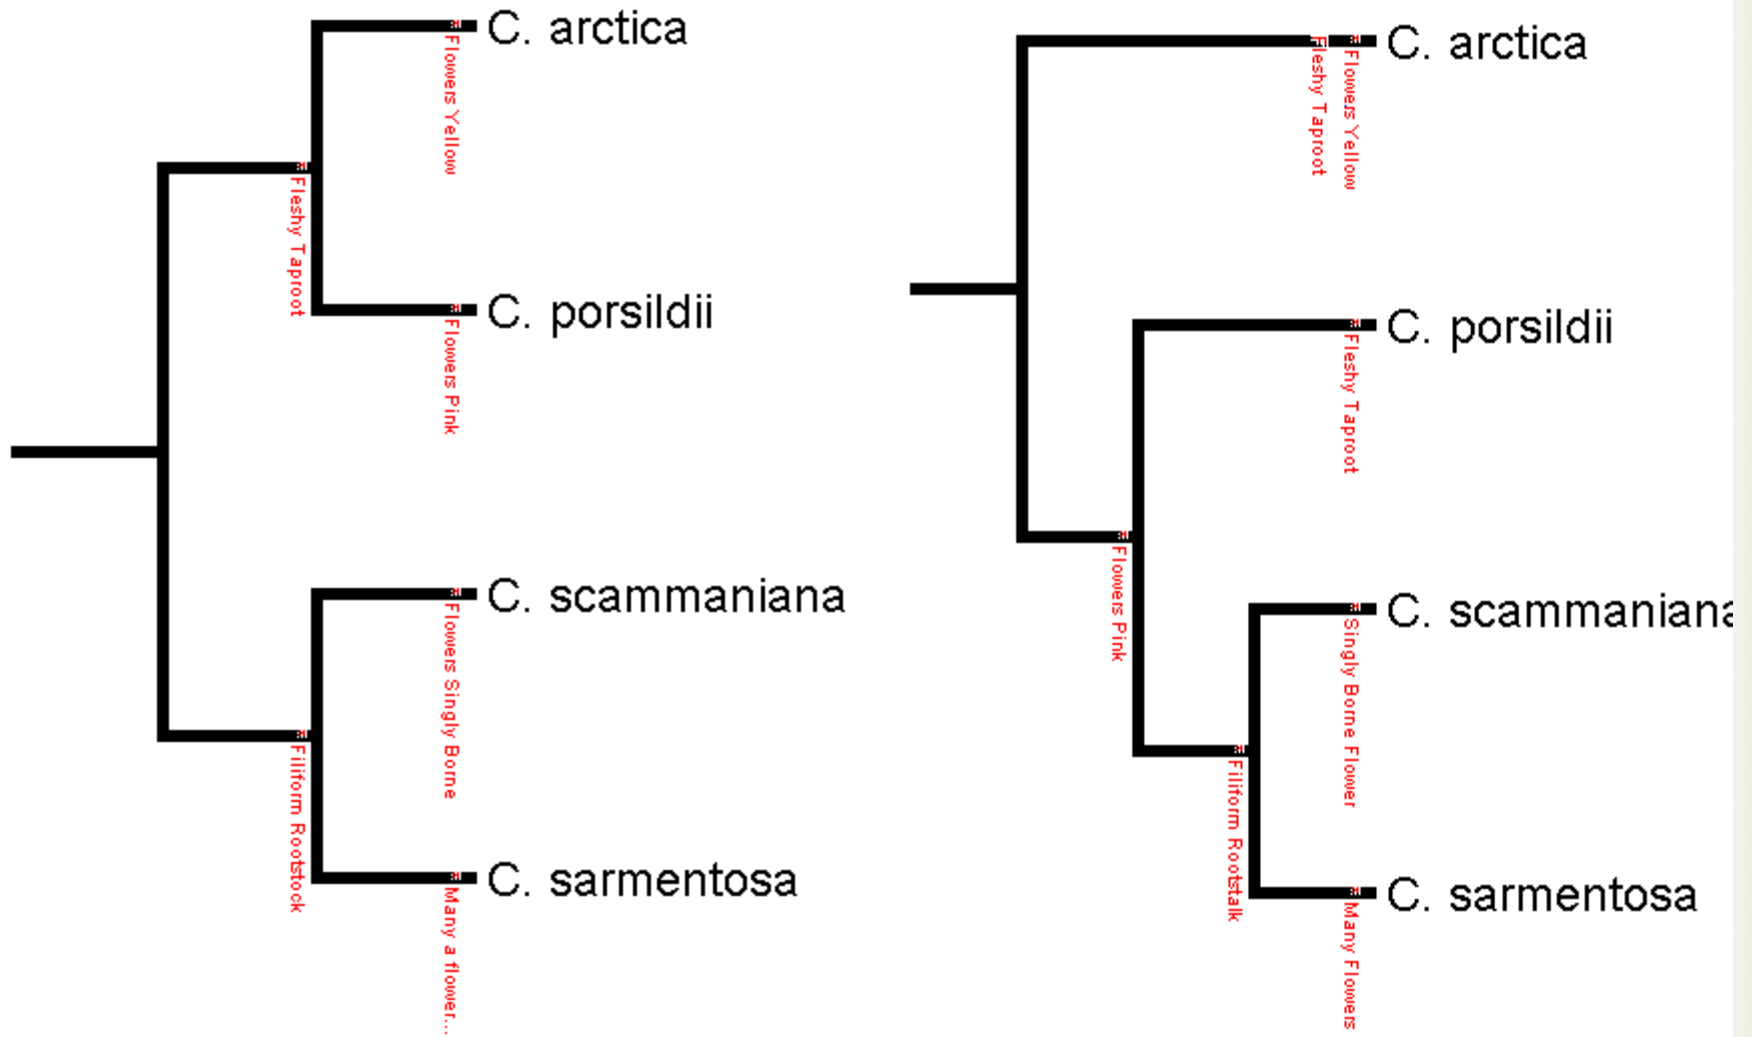 C. arctica
Flowers Yellow
Fleshy Taproot
C. porsildii
Flowers Pink
C. scammaniana
Flowers Singly Borne
Filiform Rootstock
C. sarmentosa
Many a flower...
C. arctica
Fleshy Taproot
Flowers Yellow
C. porsildii
Fleshy Taproot
Flowers Pink
C. scammaniana
Singly Borne Flower
Filiform Rootstalk
C. sarmentosa
Many Flowers